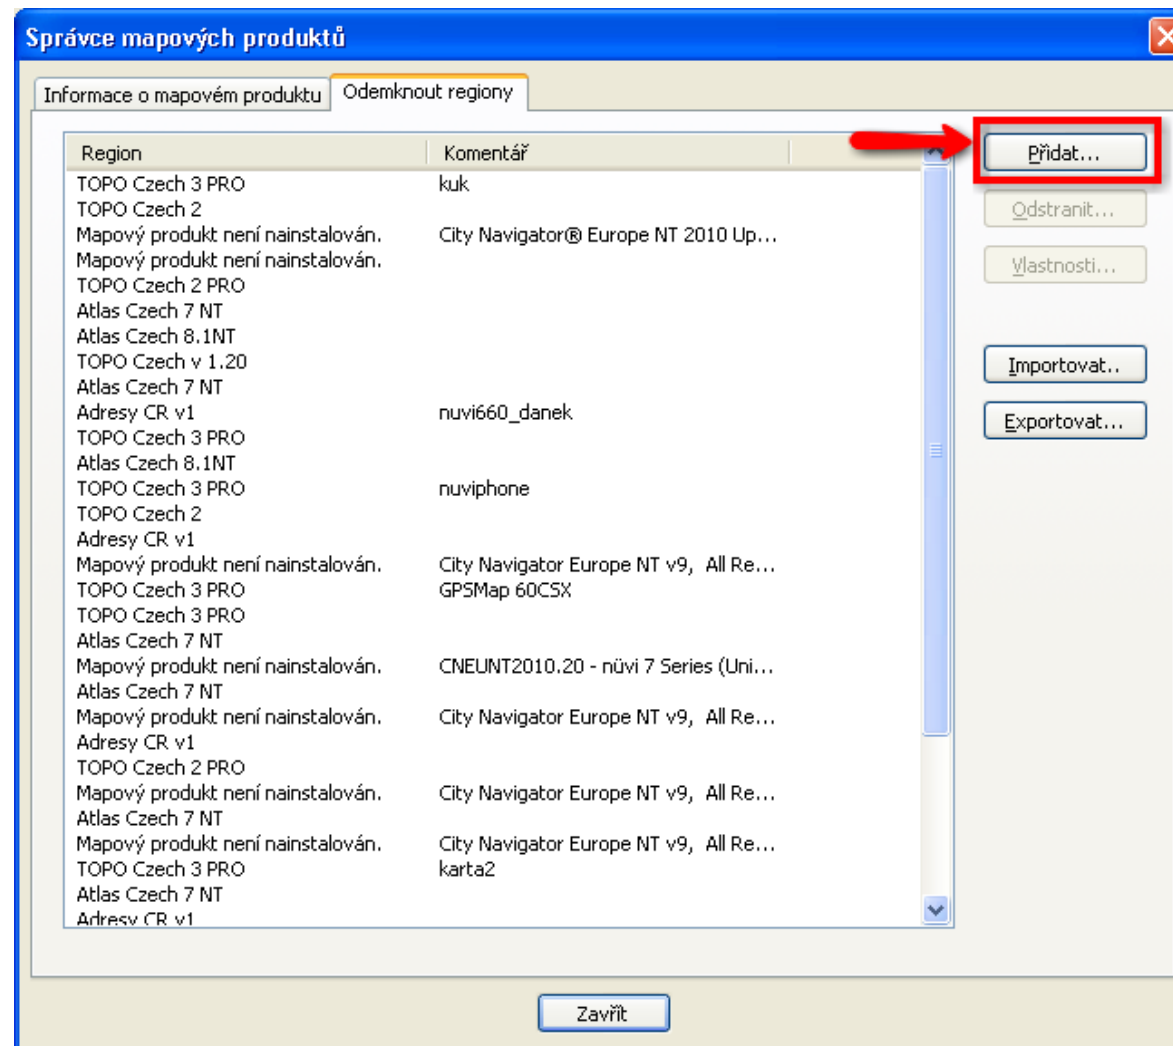 Správce mapových produktů
Informace o mapovém produktu Odemknout regiony
Region Komentář Přidat...
TOPO Czech 3 PRO kuk
TOPO Czech 2 Odstranit...
Mapový produkt není nainstalován. City Navigator® Europe NT 2010 Up...
Mapový produkt není nainstalován. Vlastnosti...
TOPO Czech 2 PRO
Atlas Czech 7 NT
Atlas Czech 8.1NT
TOPO Czech v 1.20 Importovat..
Atlas Czech 7 NT
Adresy CR v1 nuvi660_danek Exportovat...
TOPO Czech 3 PRO
Atlas Czech 8.1NT
TOPO Czech 3 PRO nuviphone
TOPO Czech 2
Adresy CR v1
Mapový produkt není nainstalován. City Navigator Europe NT v9, All Re...
TOPO Czech 3 PRO GPSMap 60CSX
TOPO Czech 3 PRO
Atlas Czech 7 NT
Mapový produkt není nainstalován. CNEUNT2010.20 - nüvi 7 Series (Uni...
Atlas Czech 7 NT
Mapový produkt není nainstalován. City Navigator Europe NT v9, All Re...
Adresy CR v1
TOPO Czech 2 PRO
Mapový produkt není nainstalován. City Navigator Europe NT v9, All Re...
Atlas Czech 7 NT
Mapový produkt není nainstalován. City Navigator Europe NT v9, All Re...
TOPO Czech 3 PRO karta2
Atlas Czech 7 NT
Adresy CR v1
Zavřít